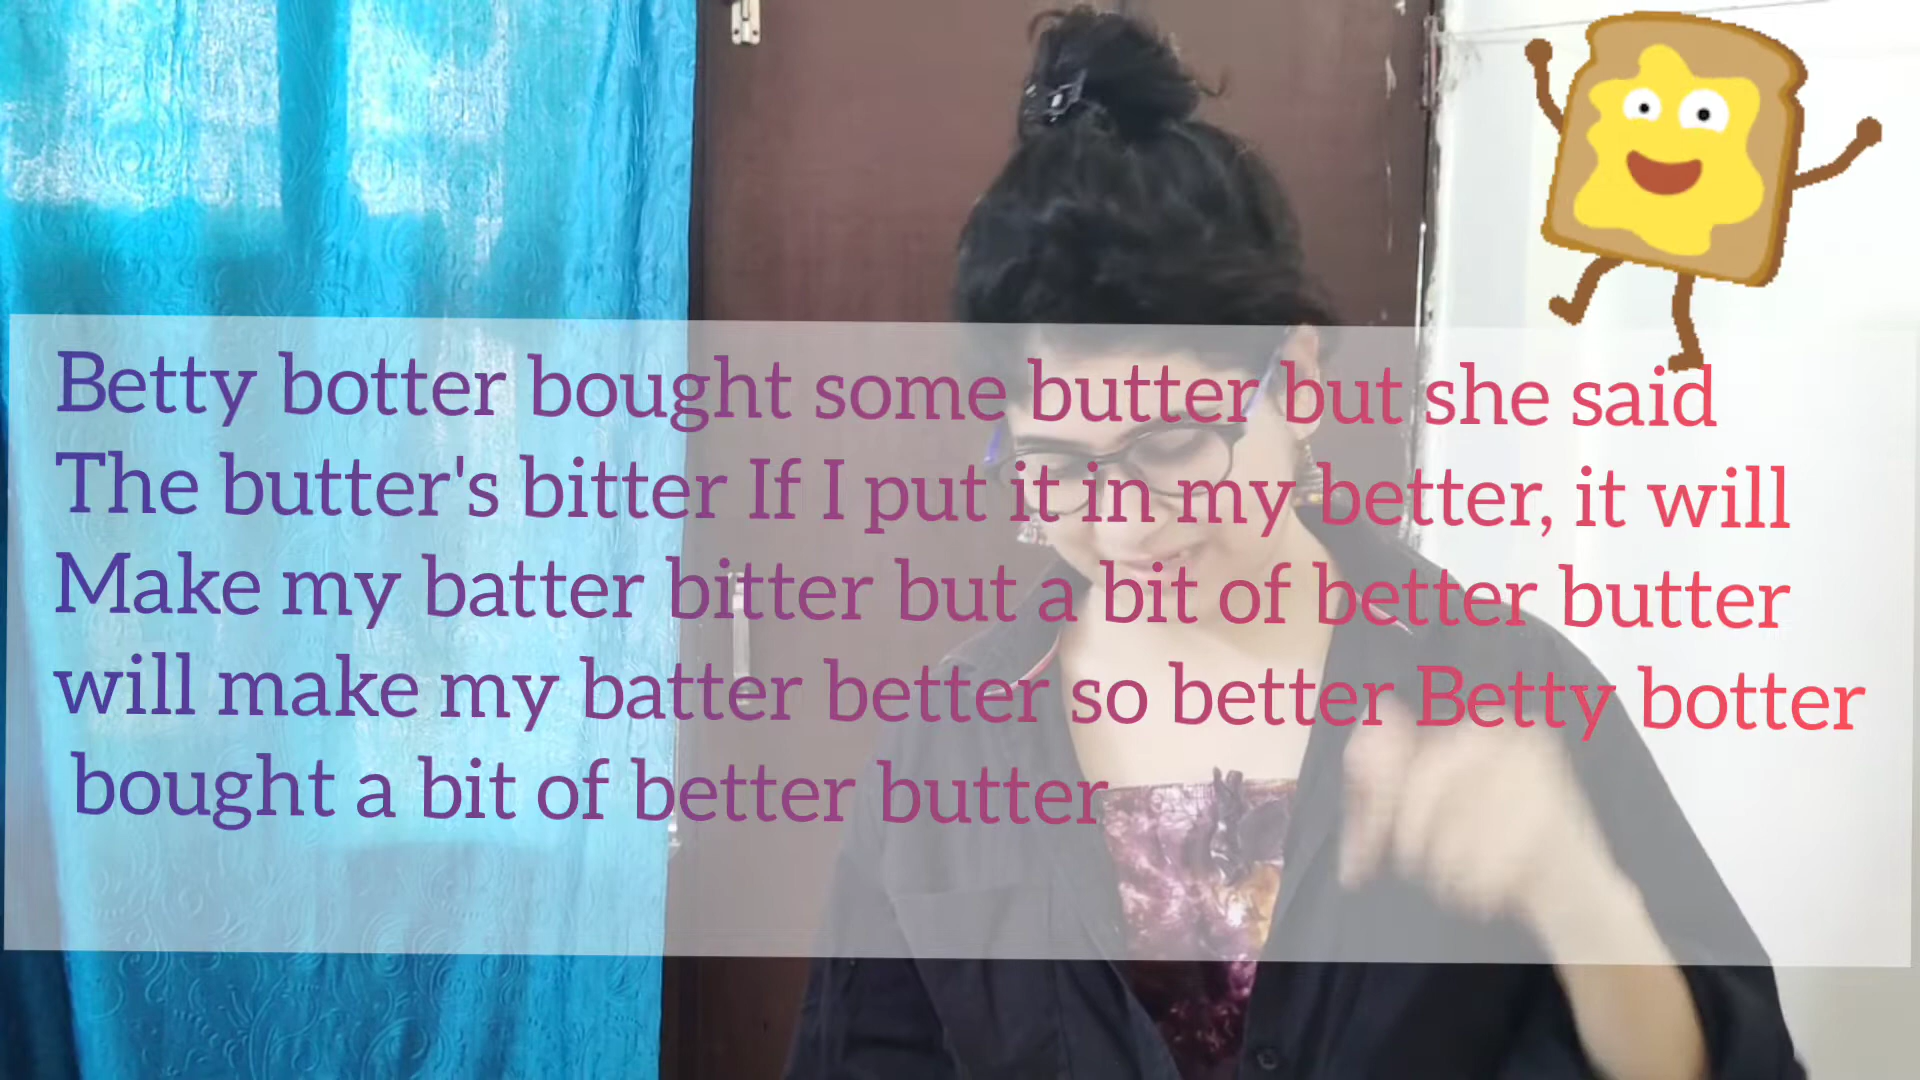 Betty botter bought some butter but she said
The butter's bitter If I put it in my better, it will
Make my batter bitter but a bit of better butter
will make my batter better so better Betty botter
bought a bit of better butter